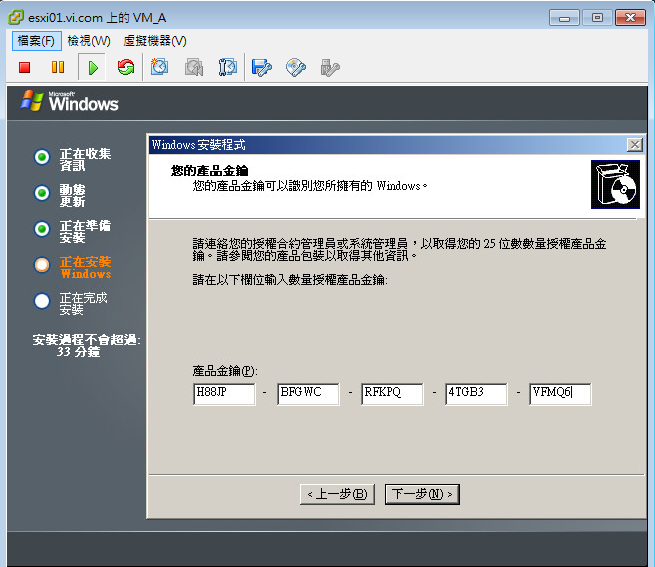 esxi01.vi.com 上的 VM_A
檔案(F) 檢視(W) 虛擬機器(V)
Microsoft
Windows
正在收集
資訊
動態
更新
正在準備
安裝
正在安裝
Windows
正在完成
安裝
安裝過程不會超過:
33 分鐘
Windows 安裝程式
您的產品金鑰
您的產品金鑰可以識別您所擁有的 Windows。
請連絡您的授權合約管理員或系統管理員，以取得您的 25 位數數量授權產品金
鑰。請參閱您的產品包裝以取得其他資訊。
請在以下欄位輸入數量授權產品金鑰:
產品金鑰(P):
H88JP - BFGWC - RFKPQ - 4TGB3 - VFMQ6
< 上一步(B) 下一步(N) >